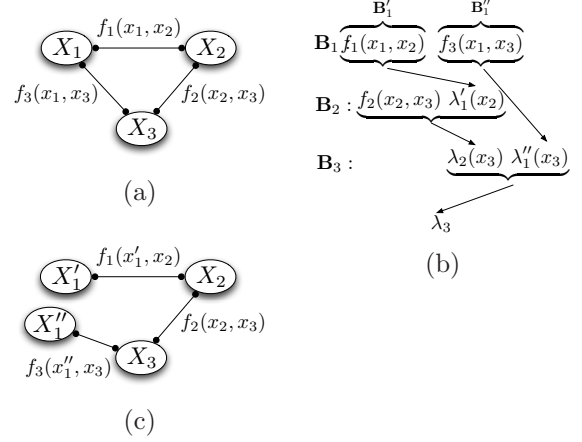 f₁(x₁, x₂)
X₁ X₂
f₃(x₁, x₃) f₂(x₂, x₃)
X₃
(a)
B′₁ B″₁
B₁ f₁(x₁, x₂) f₃(x₁, x₃)
B₂ : f₂(x₂, x₃) λ′₁(x₂)
B₃ : λ₂(x₃) λ″₁(x₃)
λ₃
(b)
f₁(x′₁, x₂)
X′₁ X₂
X″₁ f₂(x₂, x₃)
X₃
f₃(x″₁, x₃)
(c)